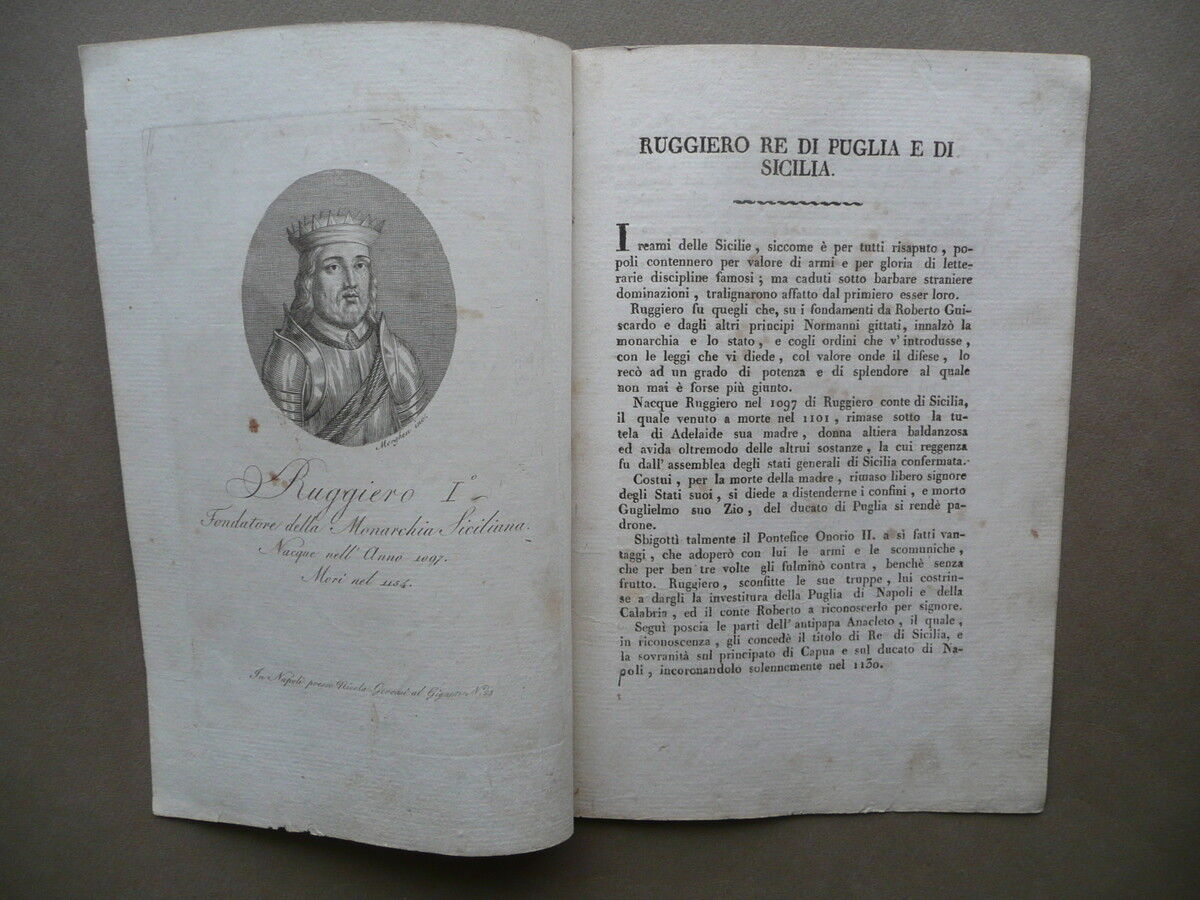 Morghen inc.
Ruggiero I.°
Fondatore della Monarchia Siciliana.
Nacque nell' Anno 1097.
Morì nel 1154.
In Napoli presso Nicola Gervasi al Gigante N.° 23
RUGGIERO RE DI PUGLIA E DI
SICILIA.
I reami delle Sicilie, siccome è per tutti risaputo, po-
poli contennero per valore di armi e per gloria di lette-
rarie discipline famosi; ma caduti sotto barbare straniere
dominazioni, tralignarono affatto dal primiero esser loro.
Ruggiero fu quegli che, su i fondamenti da Roberto Gui-
scardo e dagli altri principi Normanni gittati, innalzò la
monarchia e lo stato, e cogli ordini che v'introdusse,
con le leggi che vi diede, col valore onde il difese, lo
recò ad un grado di potenza e di splendore al quale
non mai è forse più giunto.
Nacque Ruggiero nel 1097 di Ruggiero conte di Sicilia,
il quale venuto a morte nel 1101, rimase sotto la tu-
tela di Adelaide sua madre, donna altiera baldanzosa
ed avida oltremodo delle altrui sostanze, la cui reggenza
fu dall'assemblea degli stati generali di Sicilia confermata.
Costui, per la morte della madre, rimaso libero signore
degli Stati suoi, si diede a distenderne i confini, e morto
Guglielmo suo Zio, del ducato di Puglia si rendè pa-
drone.
Sbigottì talmente il Pontefice Onorio II. a sì fatti van-
taggi, che adoperò con lui le armi e le scomuniche,
che per ben tre volte gli fulminò contra, benchè senza
frutto. Ruggiero, sconfitte le sue truppe, lui costrin-
se a dargli la investitura della Puglia di Napoli e della
Calabria, ed il conte Roberto a riconoscerlo per signore.
Seguì poscia le parti dell'antipapa Anacleto, il quale,
in riconoscenza, gli concedè il titolo di Re di Sicilia, e
la sovranità sul principato di Capua e sul ducato di Na-
poli, incoronandolo solennemente nel 1130.